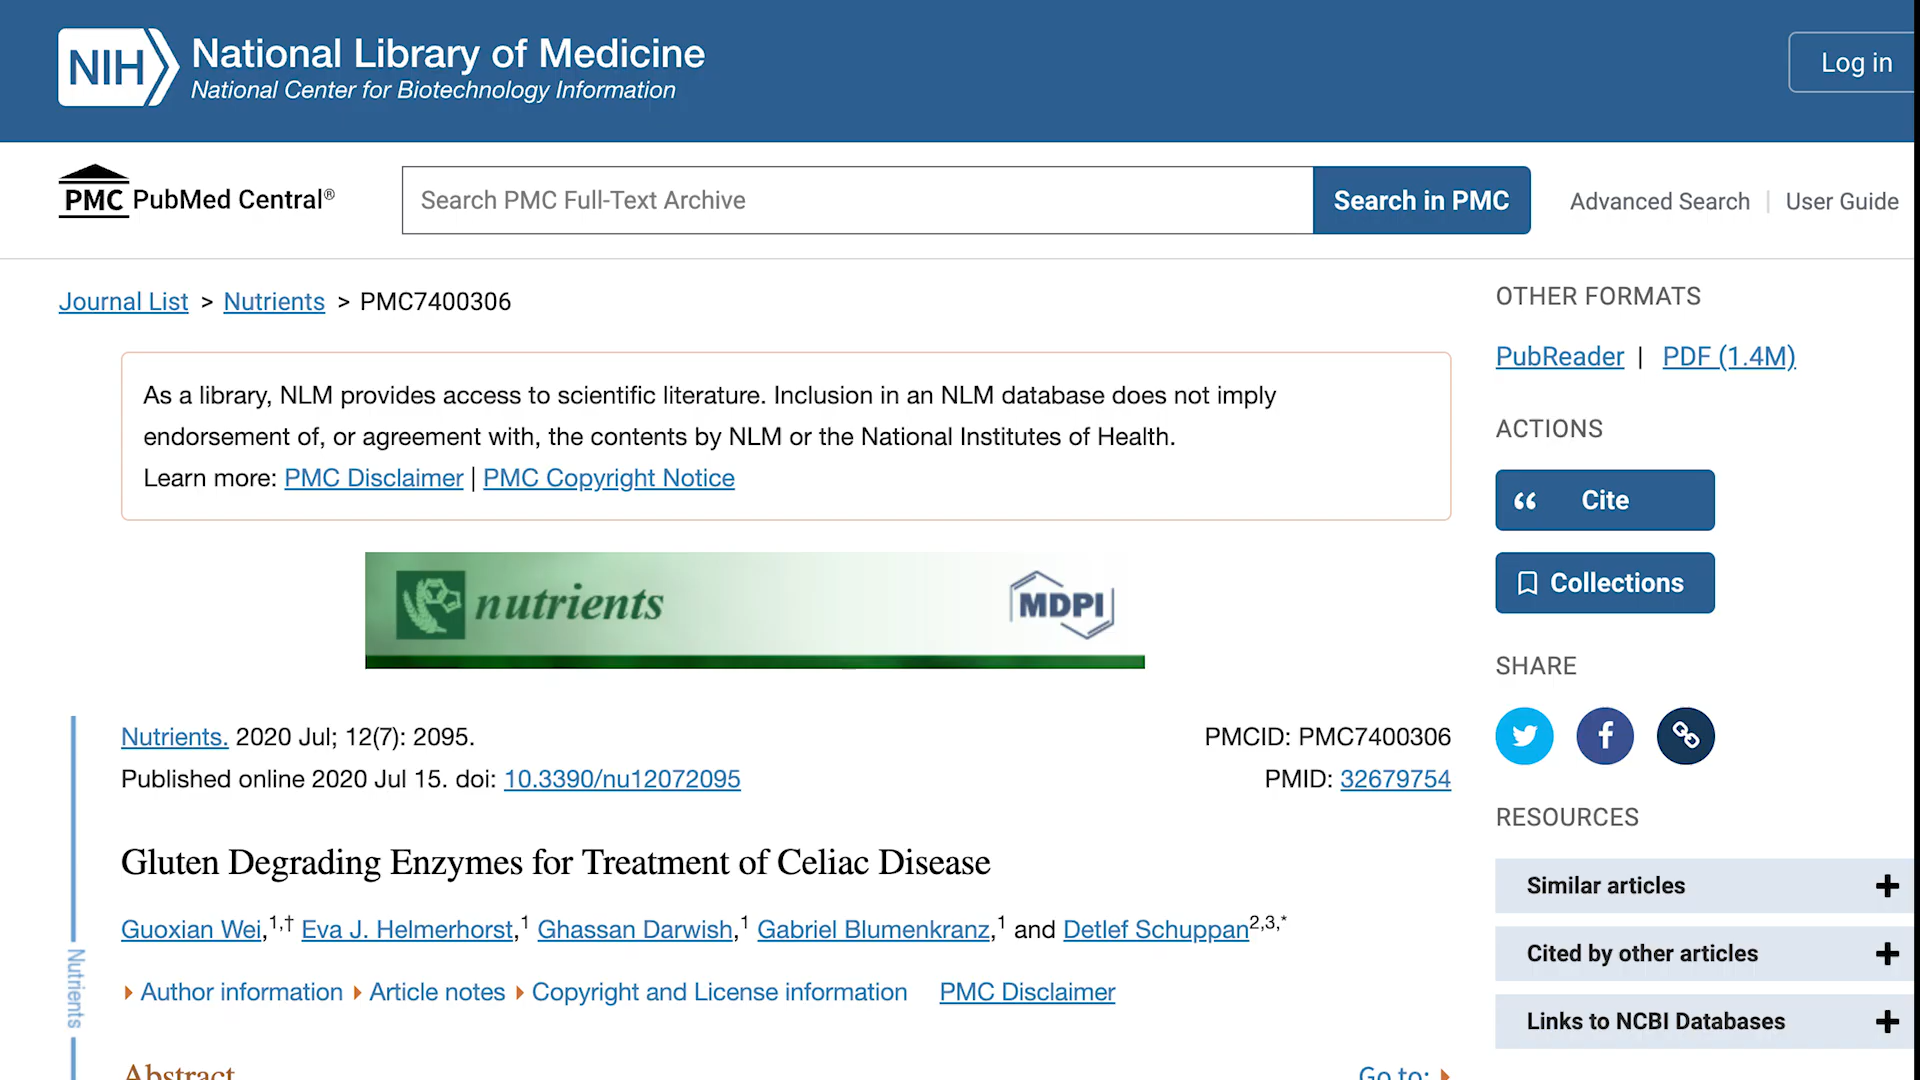 NIH National Library of Medicine
National Center for Biotechnology Information
Log in
PMC PubMed Central®
Search PMC Full-Text Archive
Search in PMC
Advanced Search | User Guide
Journal List > Nutrients > PMC7400306
As a library, NLM provides access to scientific literature. Inclusion in an NLM database does not imply
endorsement of, or agreement with, the contents by NLM or the National Institutes of Health.
Learn more: PMC Disclaimer | PMC Copyright Notice
nutrients
MDPI
Nutrients. 2020 Jul; 12(7): 2095.
Published online 2020 Jul 15. doi: 10.3390/nu12072095
PMCID: PMC7400306
PMID: 32679754
Gluten Degrading Enzymes for Treatment of Celiac Disease
Guoxian Wei,1,† Eva J. Helmerhorst,1 Ghassan Darwish,1 Gabriel Blumenkranz,1 and Detlef Schuppan2,3,*
Author information Article notes Copyright and License information PMC Disclaimer
Abstract
Go to:
Nutrients
OTHER FORMATS
PubReader | PDF (1.4M)
ACTIONS
Cite
Collections
SHARE
RESOURCES
Similar articles
Cited by other articles
Links to NCBI Databases